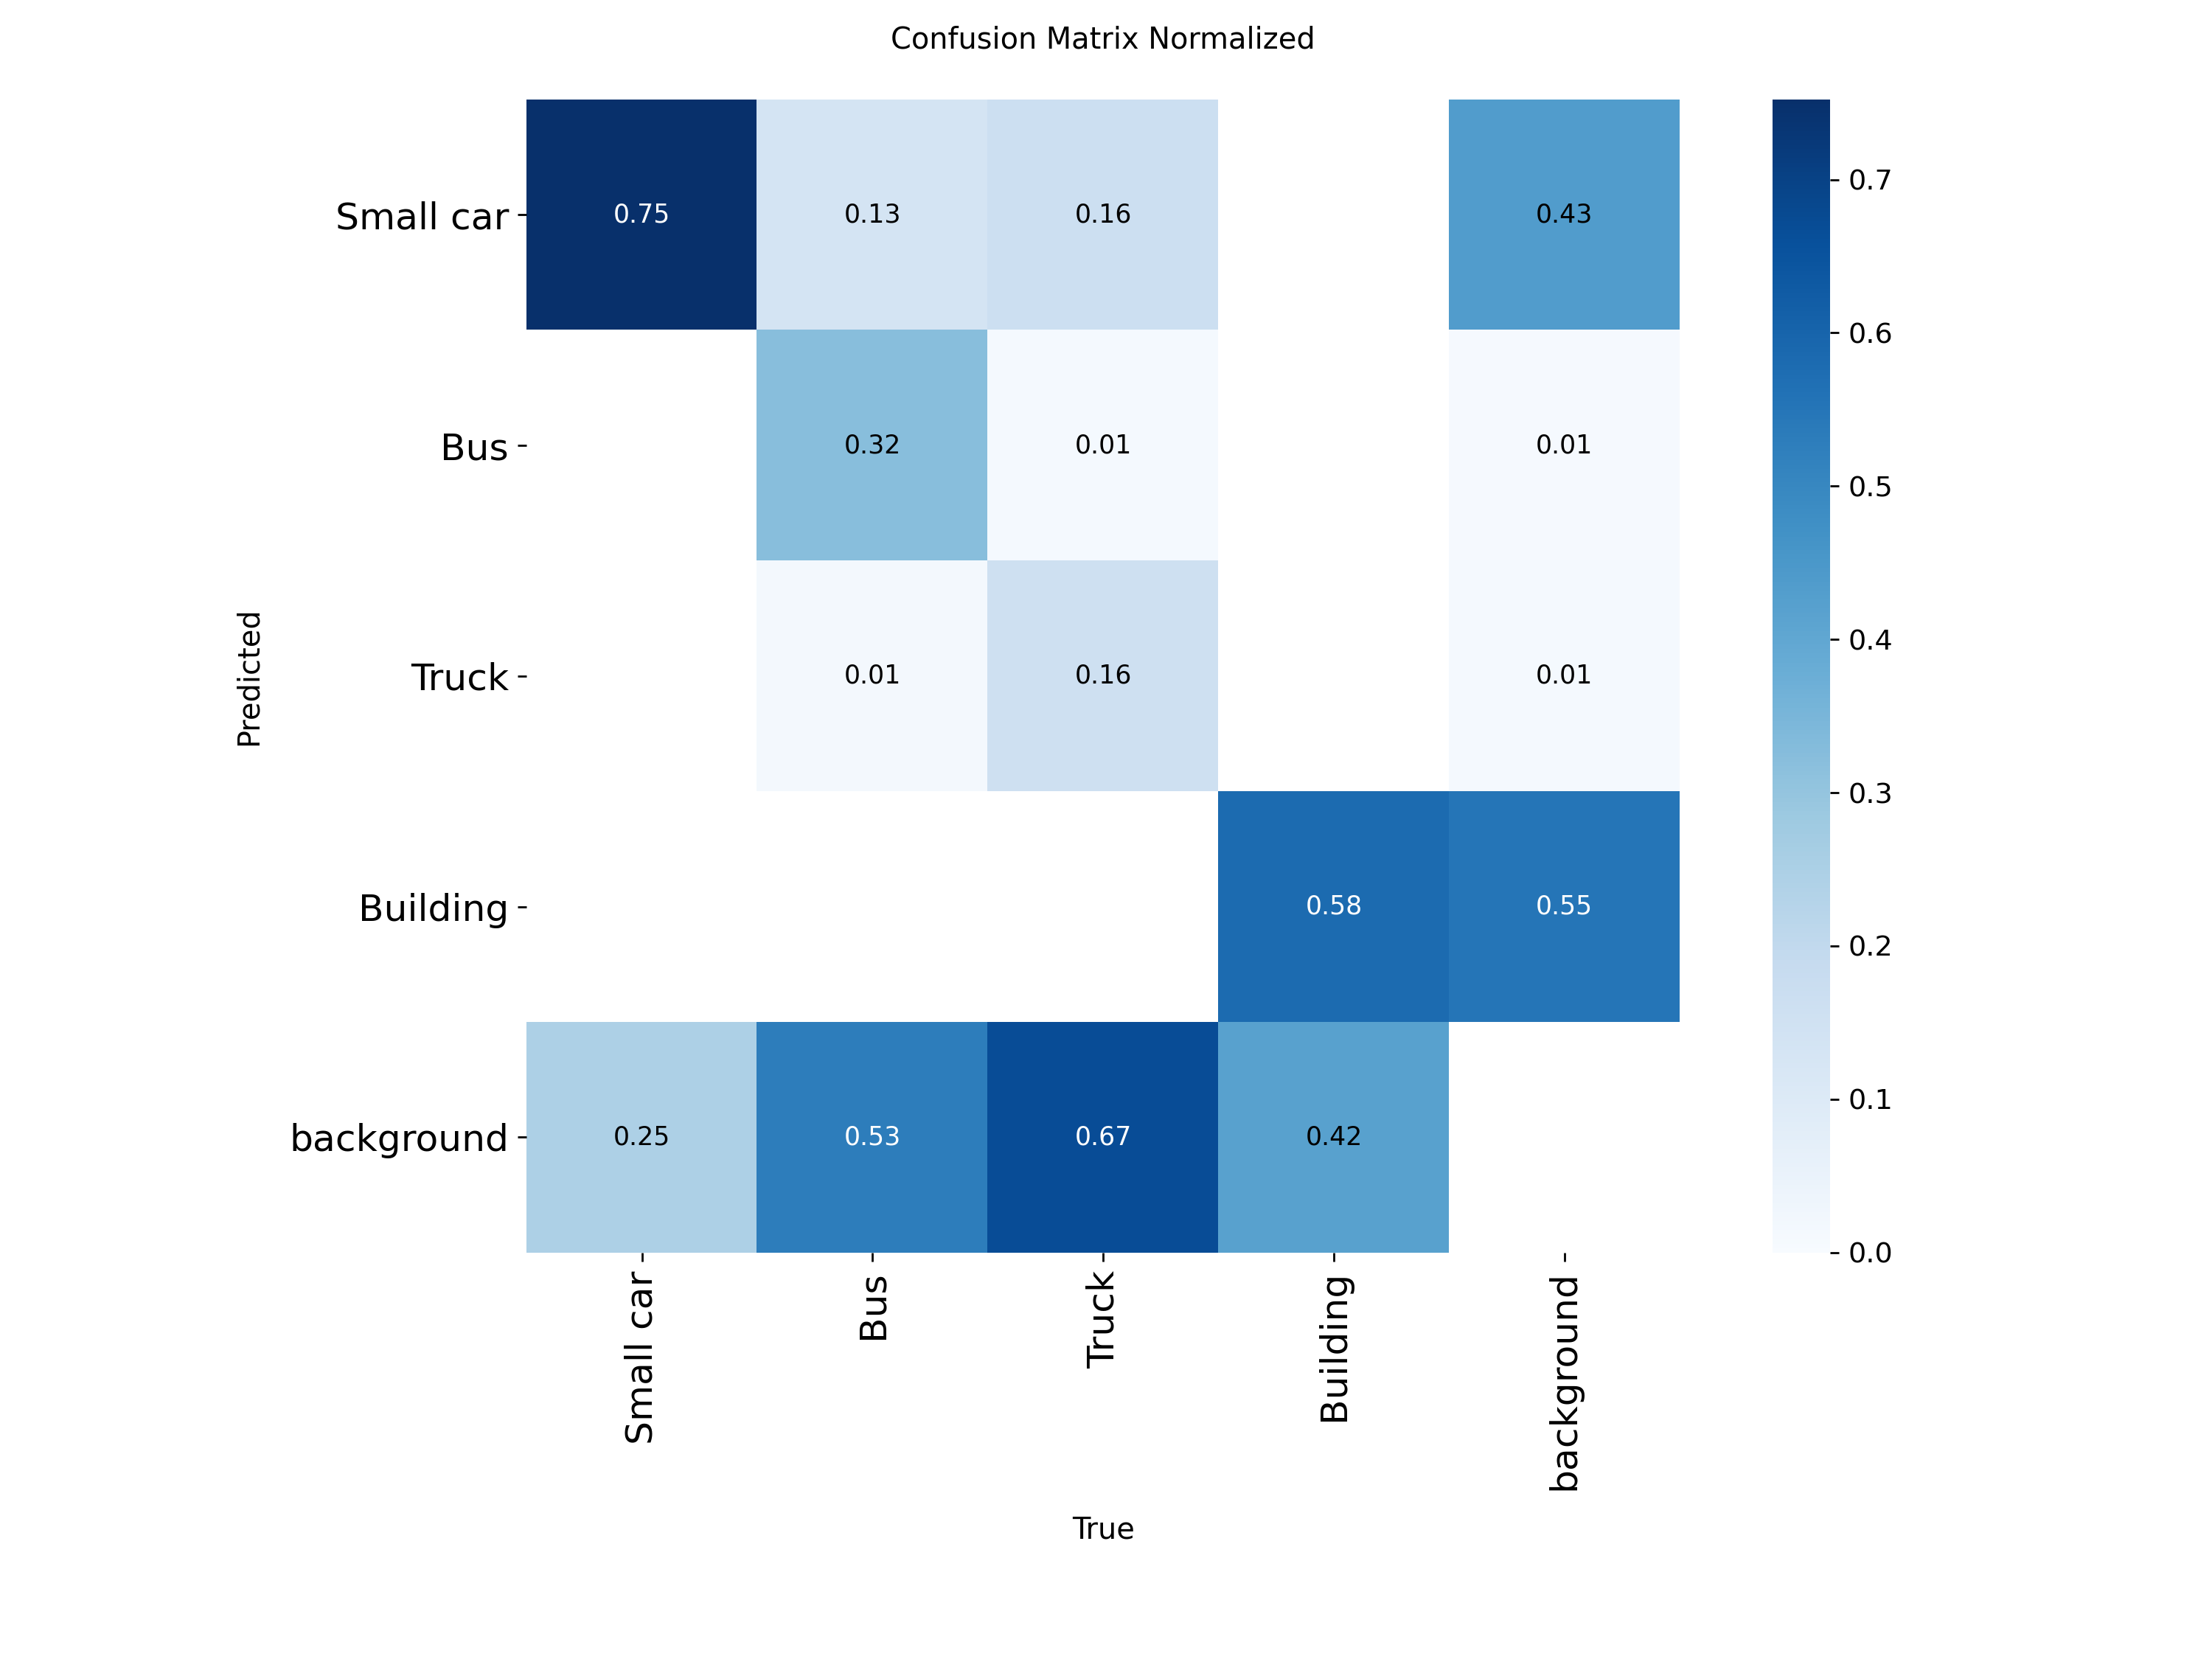 Confusion Matrix Normalized
Small car
0.75
0.13
0.16
0.43
Bus
0.32
0.01
0.01
Truck
0.01
0.16
0.01
Building
0.58
0.55
background
0.25
0.53
0.67
0.42
Predicted
Small car
Bus
Truck
Building
background
True
0.7
0.6
0.5
0.4
0.3
0.2
0.1
0.0